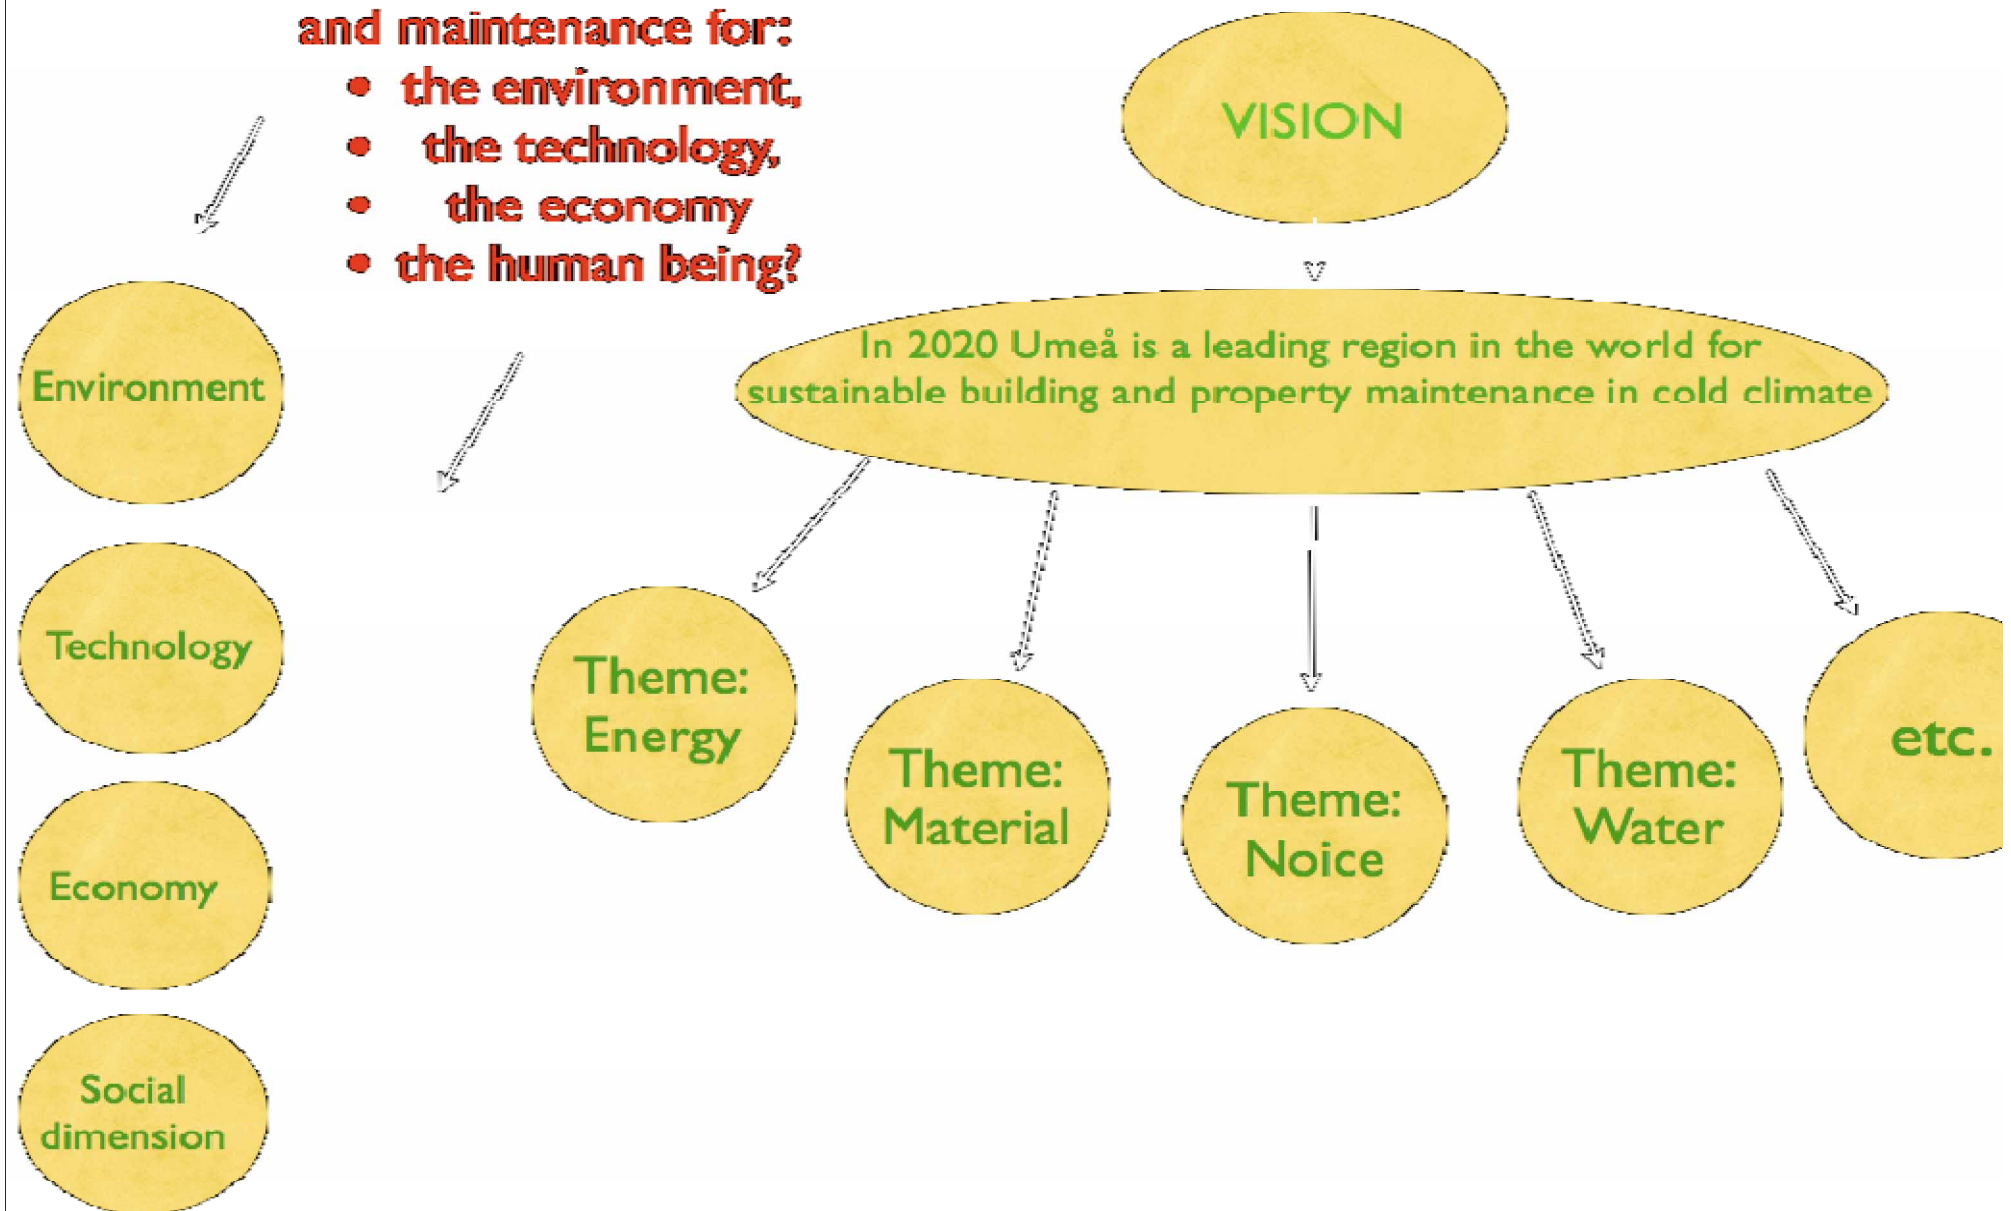 and maintenance for:
• the environment,
• the technology,
• the economy
• the human being?
VISION
In 2020 Umeå is a leading region in the world for
sustainable building and property maintenance in cold climate
Environment
Technology
Economy
Social
dimension
Theme:
Energy
Theme:
Material
Theme:
Noice
Theme:
Water
etc.